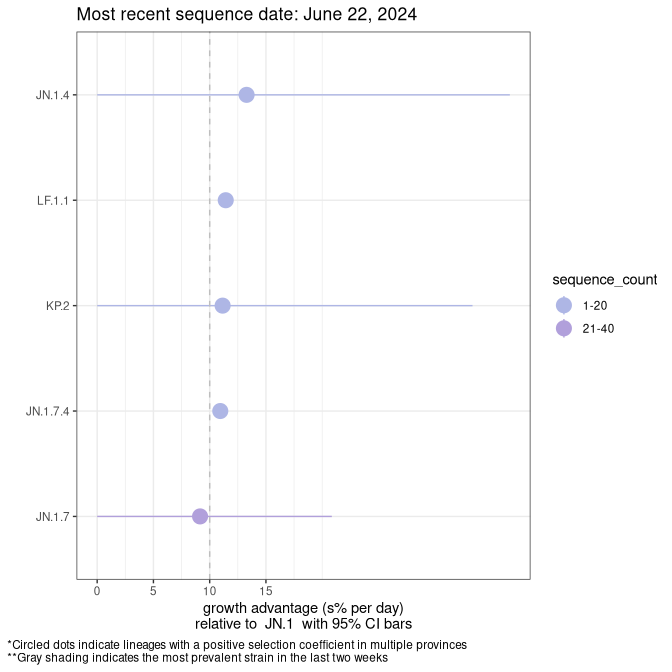 Most recent sequence date: June 22, 2024
JN.1.4
LF.1.1
KP.2
JN.1.7.4
JN.1.7
0 5 10 15
growth advantage (s% per day)
relative to JN.1 with 95% CI bars
sequence_count
1-20
21-40
*Circled dots indicate lineages with a positive selection coefficient in multiple provinces
**Gray shading indicates the most prevalent strain in the last two weeks